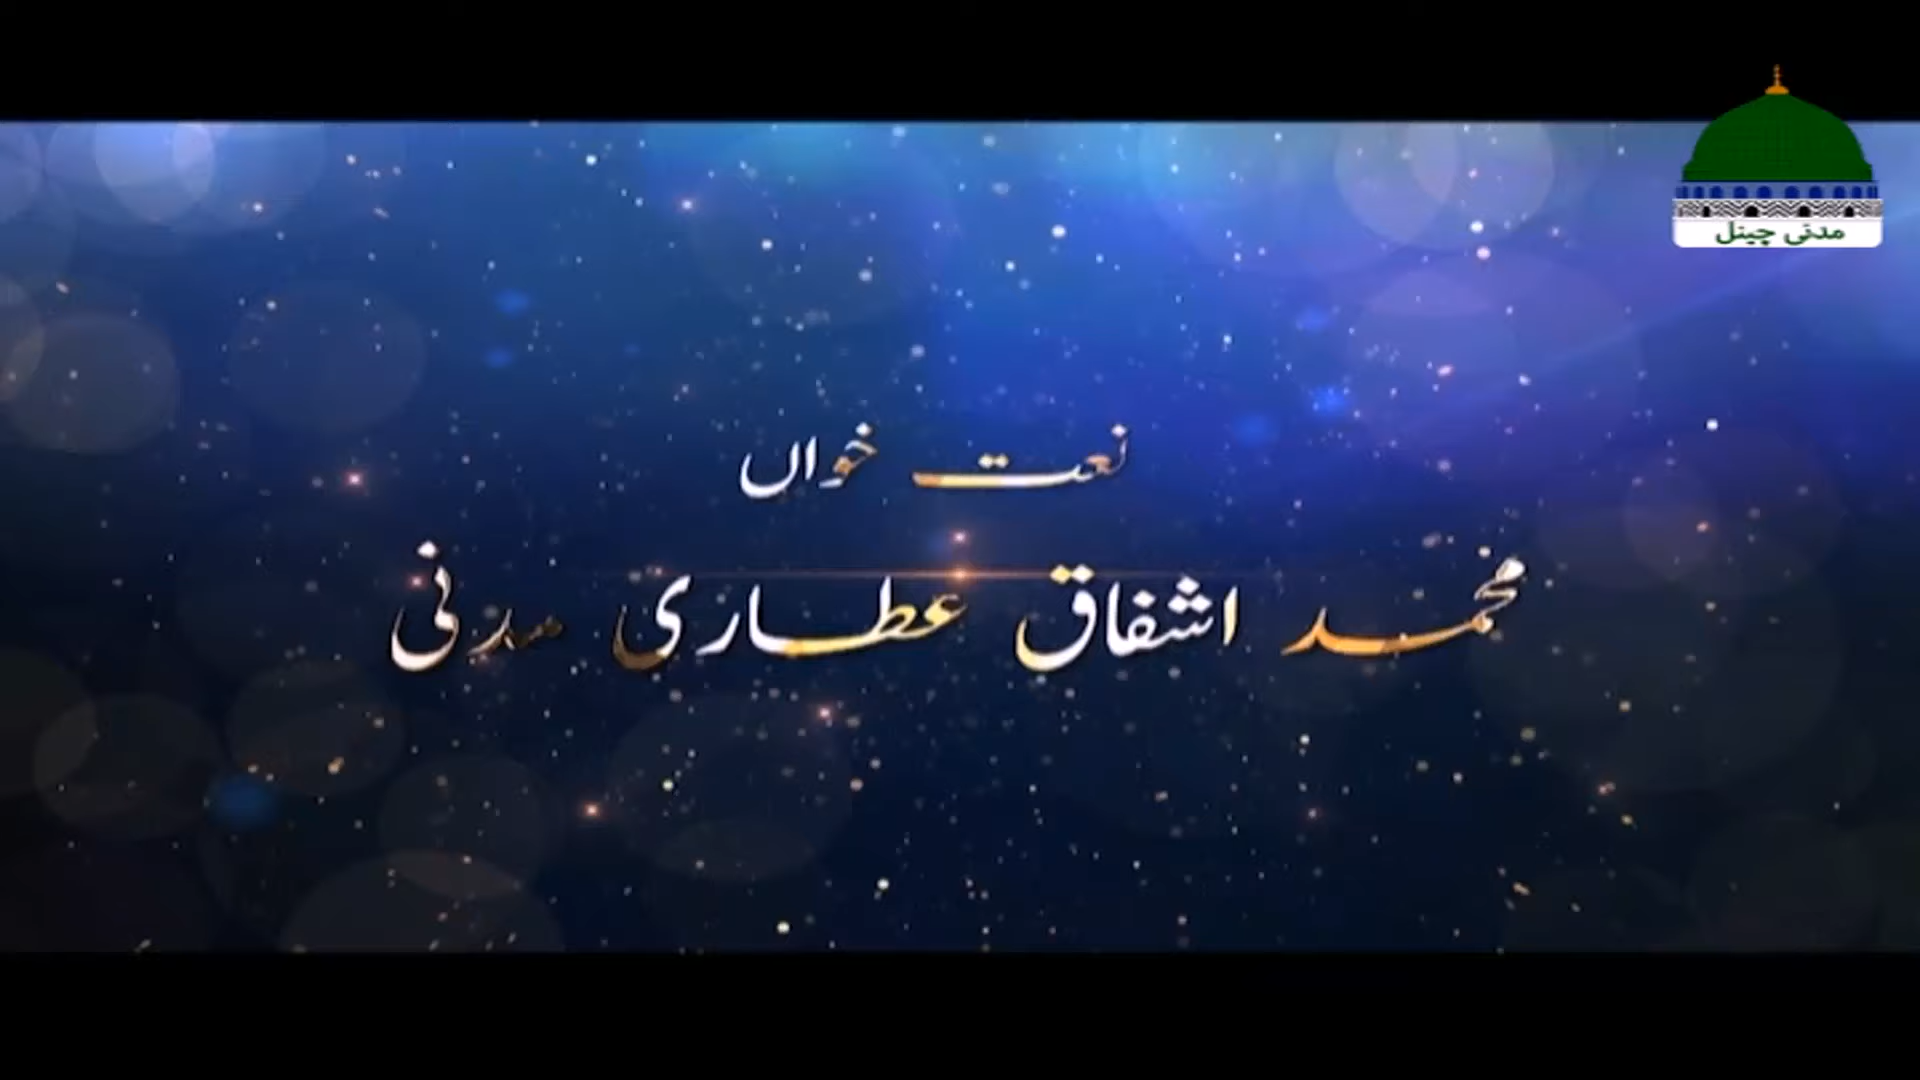 مدنی چینل
نعت خواں
محمد اشفاق عطاری مدنی